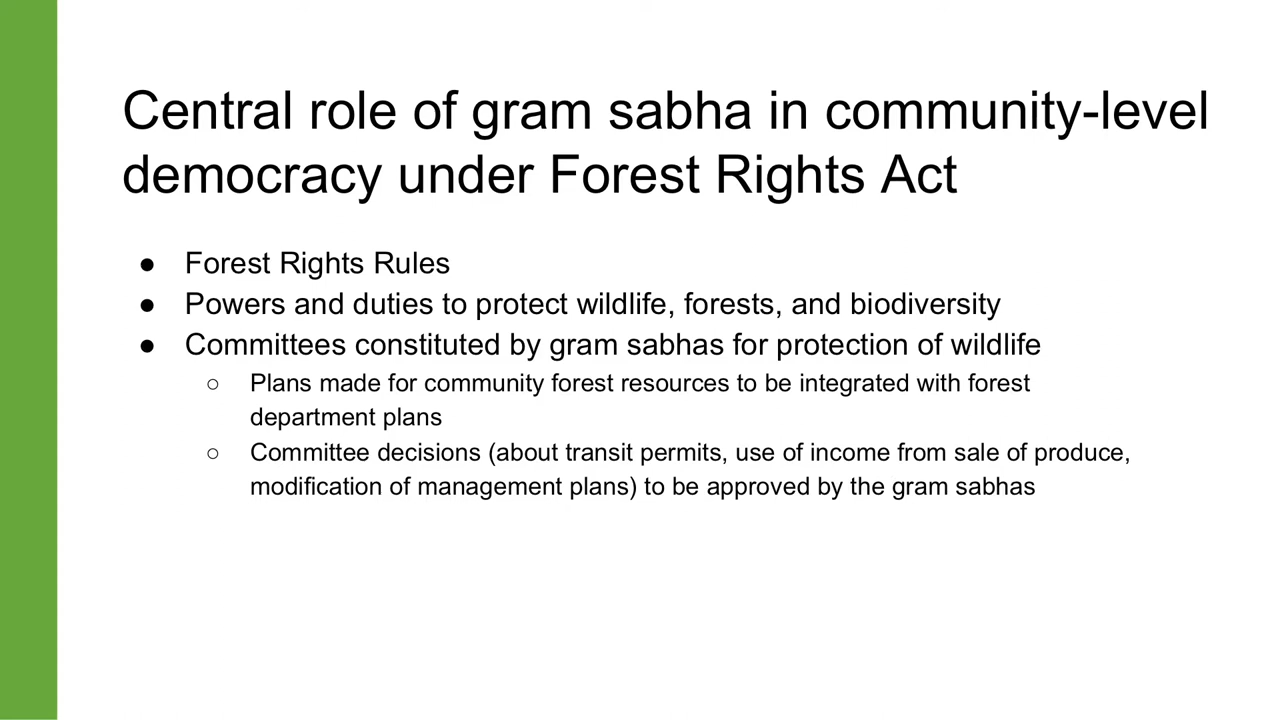 Central role of gram sabha in community-level
democracy under Forest Rights Act
● Forest Rights Rules
● Powers and duties to protect wildlife, forests, and biodiversity
● Committees constituted by gram sabhas for protection of wildlife
○ Plans made for community forest resources to be integrated with forest
department plans
○ Committee decisions (about transit permits, use of income from sale of produce,
modification of management plans) to be approved by the gram sabhas